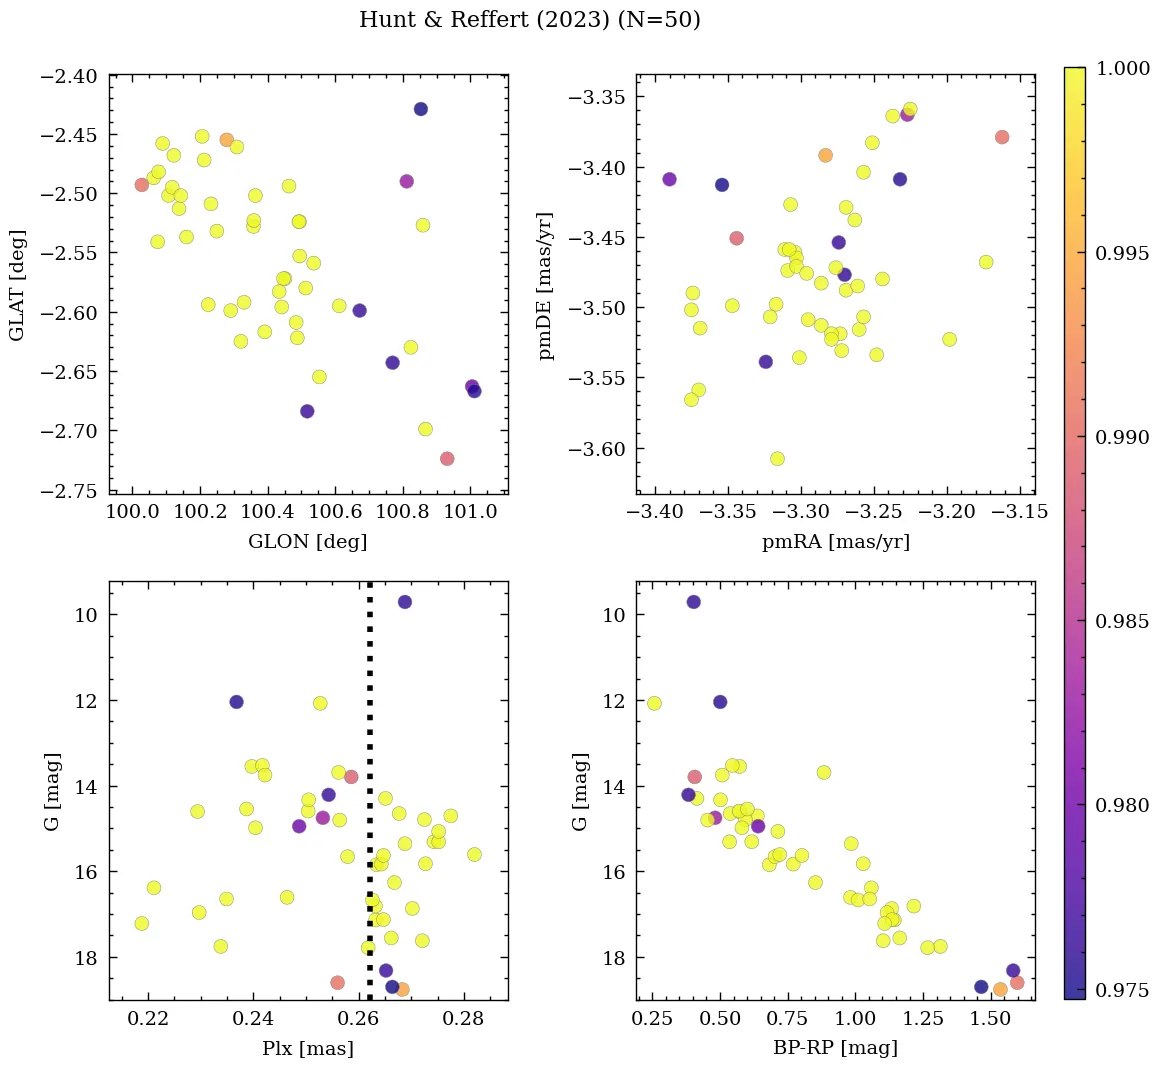 Hunt & Reffert (2023) (N=50)
−2.40
−2.45
−2.50
−2.55
−2.60
−2.65
−2.70
−2.75
GLAT [deg]
100.0 100.2 100.4 100.6 100.8 101.0
GLON [deg]
−3.35
−3.40
−3.45
−3.50
−3.55
−3.60
pmDE [mas/yr]
−3.40 −3.35 −3.30 −3.25 −3.20 −3.15
pmRA [mas/yr]
10
12
14
16
18
G [mag]
0.22 0.24 0.26 0.28
Plx [mas]
10
12
14
16
18
G [mag]
0.25 0.50 0.75 1.00 1.25 1.50
BP-RP [mag]
1.000
0.995
0.990
0.985
0.980
0.975